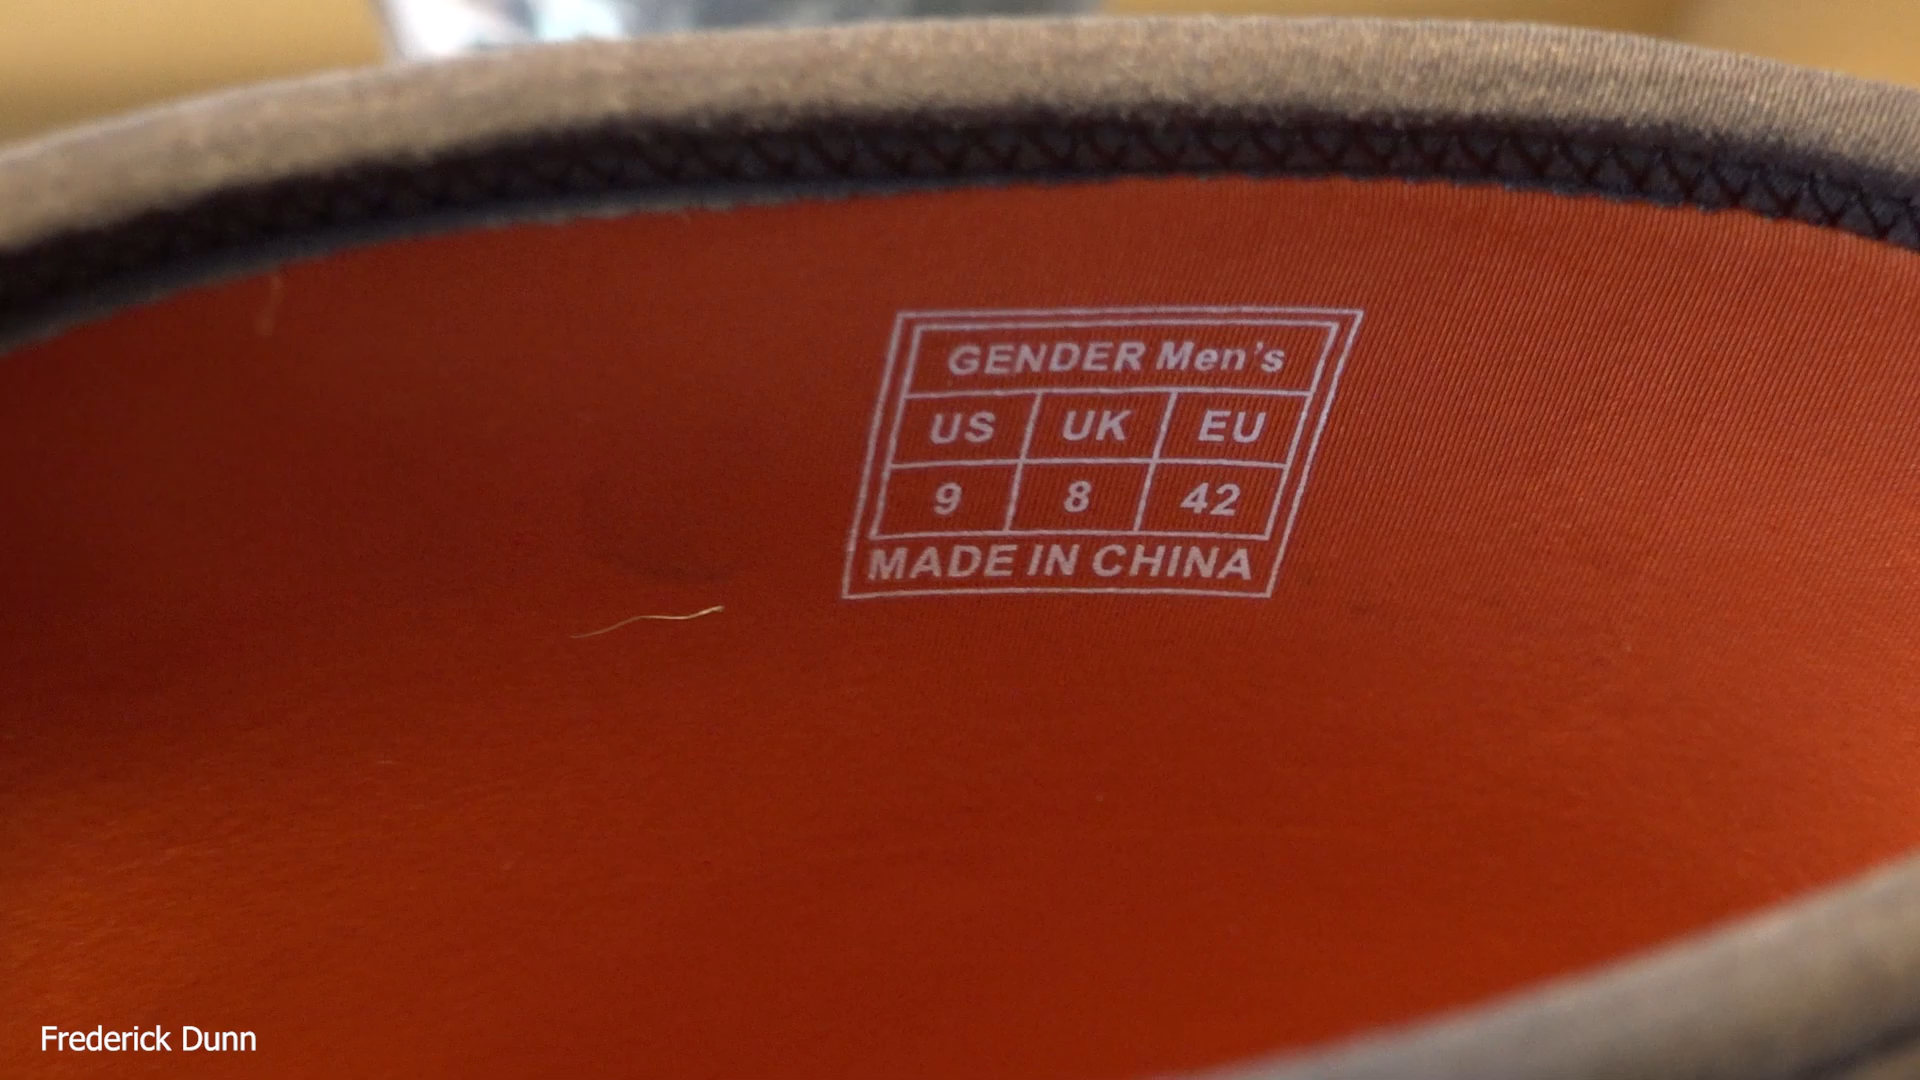 GENDER Men's
US UK EU
9 8 42
MADE IN CHINA
Frederick Dunn